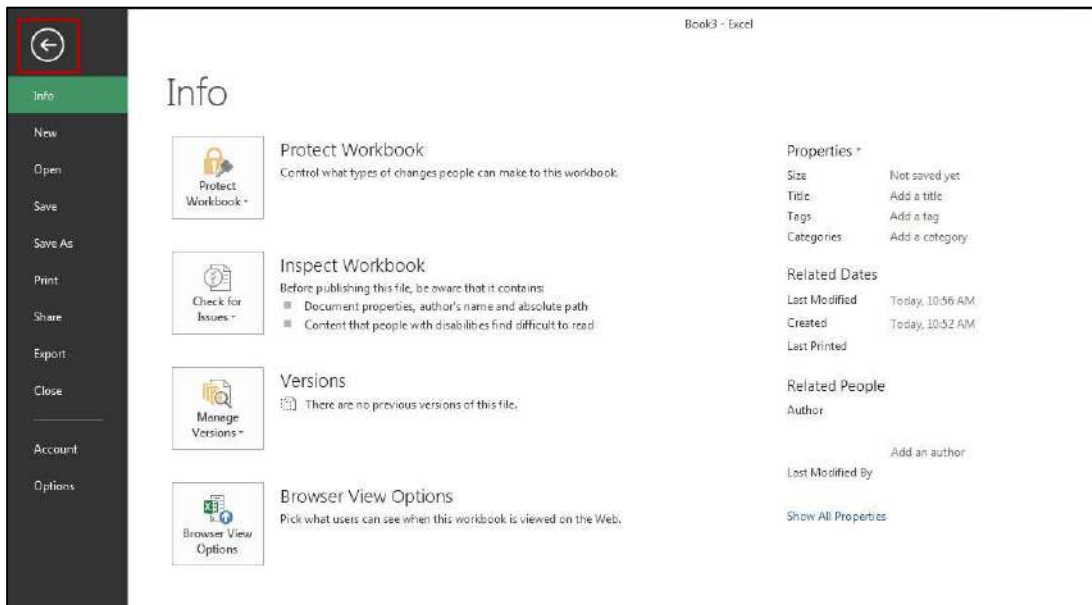 Book3 - Excel
Info
New
Open
Save
Save As
Print
Share
Export
Close
Account
Options
Info
Protect Workbook
Protect Workbook
Control what types of changes people can make to this workbook.
Check for
Issues
Inspect Workbook
Before publishing this file, be aware that it contains:
Document properties, author's name and absolute path
Content that people with disabilities find difficult to read
Manage
Versions
Versions
There are no previous versions of this file.
Browser View
Options
Browser View Options
Pick what users can see when this workbook is viewed on the Web.
Properties
Size Not saved yet
Title Add a title
Tags Add a tag
Categories Add a category
Related Dates
Last Modified Today, 10:56 AM
Created Today, 10:52 AM
Last Printed
Related People
Author
Add an author
Last Modified By
Show All Properties